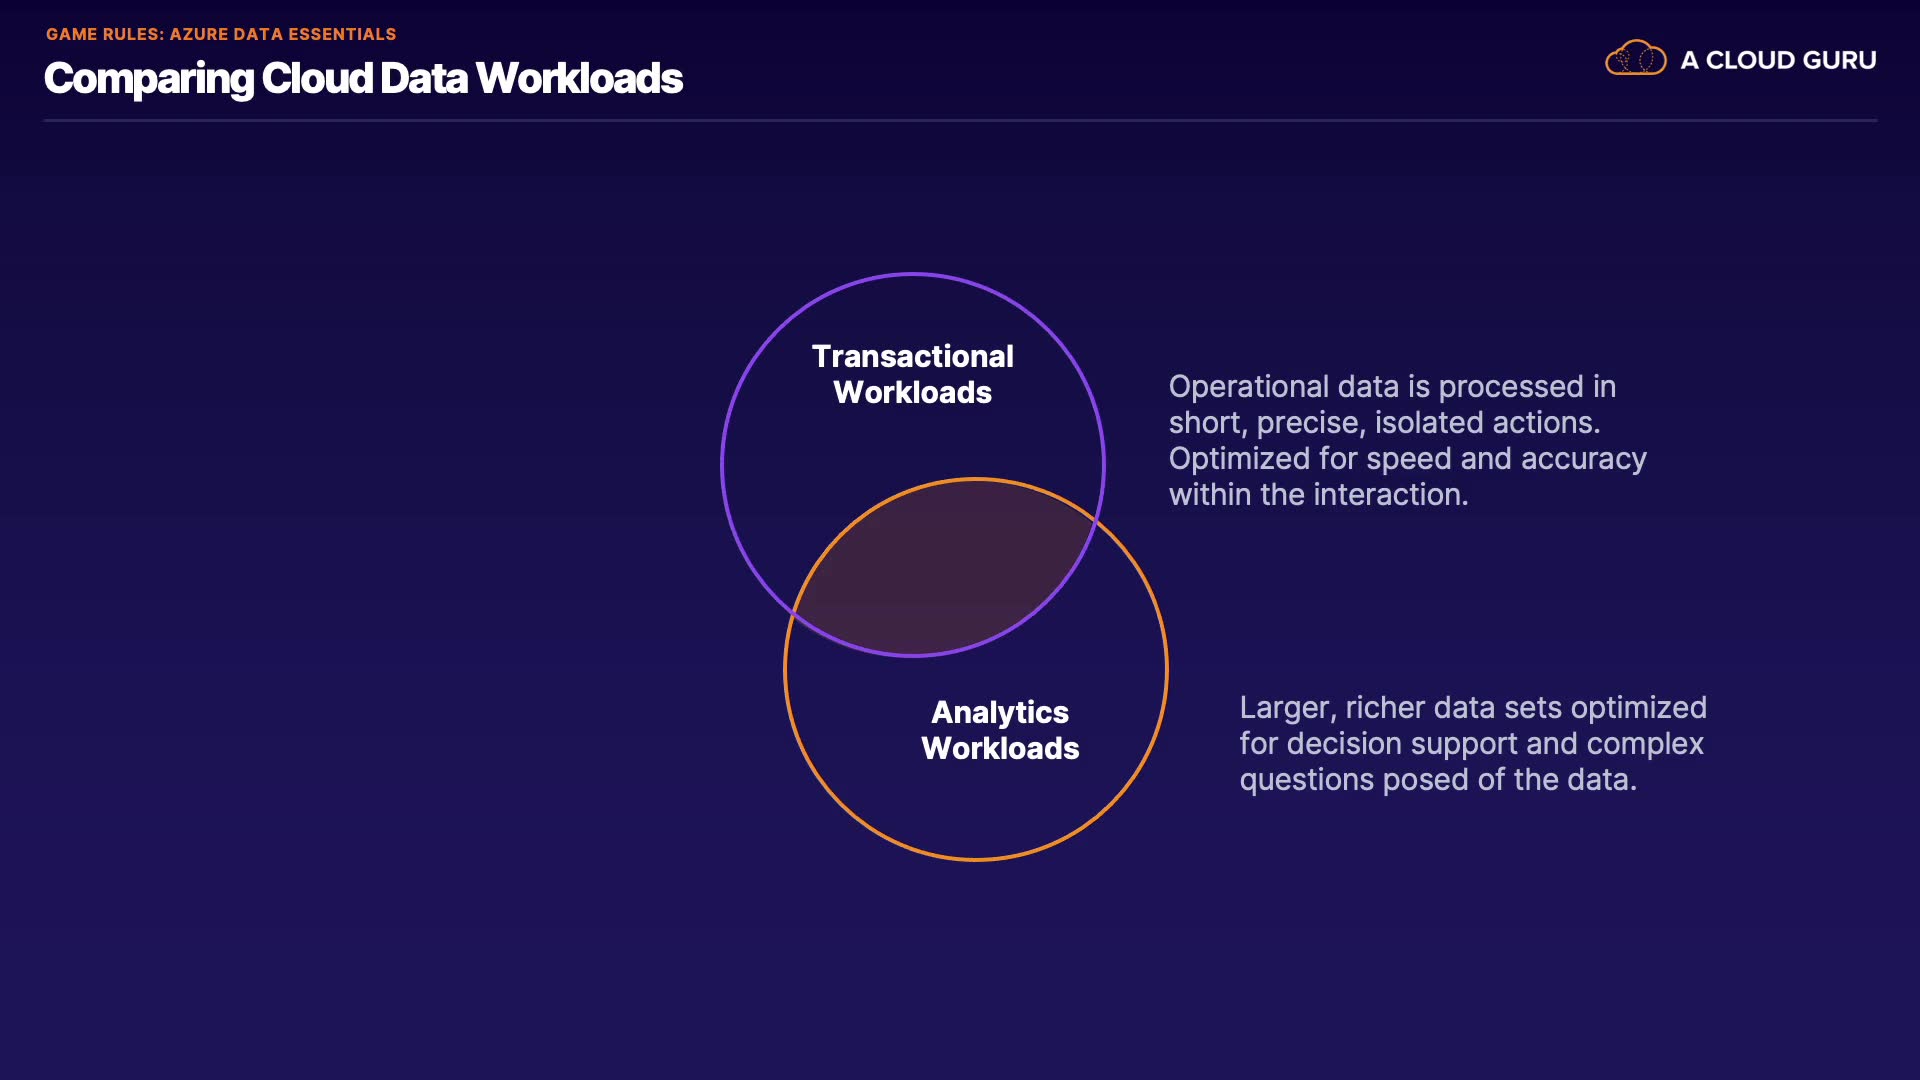 GAME RULES: AZURE DATA ESSENTIALS
Comparing Cloud Data Workloads
A CLOUD GURU
Transactional
Workloads
Operational data is processed in
short, precise, isolated actions.
Optimized for speed and accuracy
within the interaction.
Analytics
Workloads
Larger, richer data sets optimized
for decision support and complex
questions posed of the data.